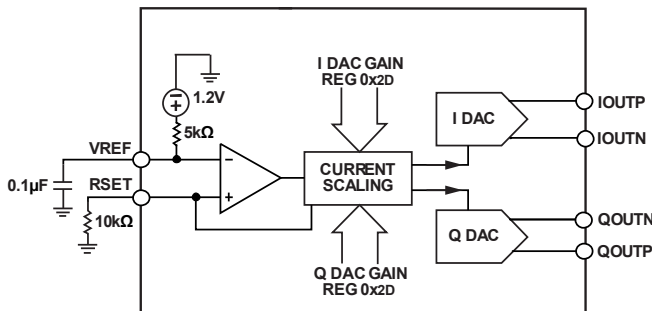 1.2V
5kΩ
VREF
0.1µF
RSET
10kΩ
−
+
−
+
I DAC GAIN
REG 0x2D
CURRENT
SCALING
Q DAC GAIN
REG 0x2D
I DAC
IOUTP
IOUTN
Q DAC
QOUTN
QOUTP